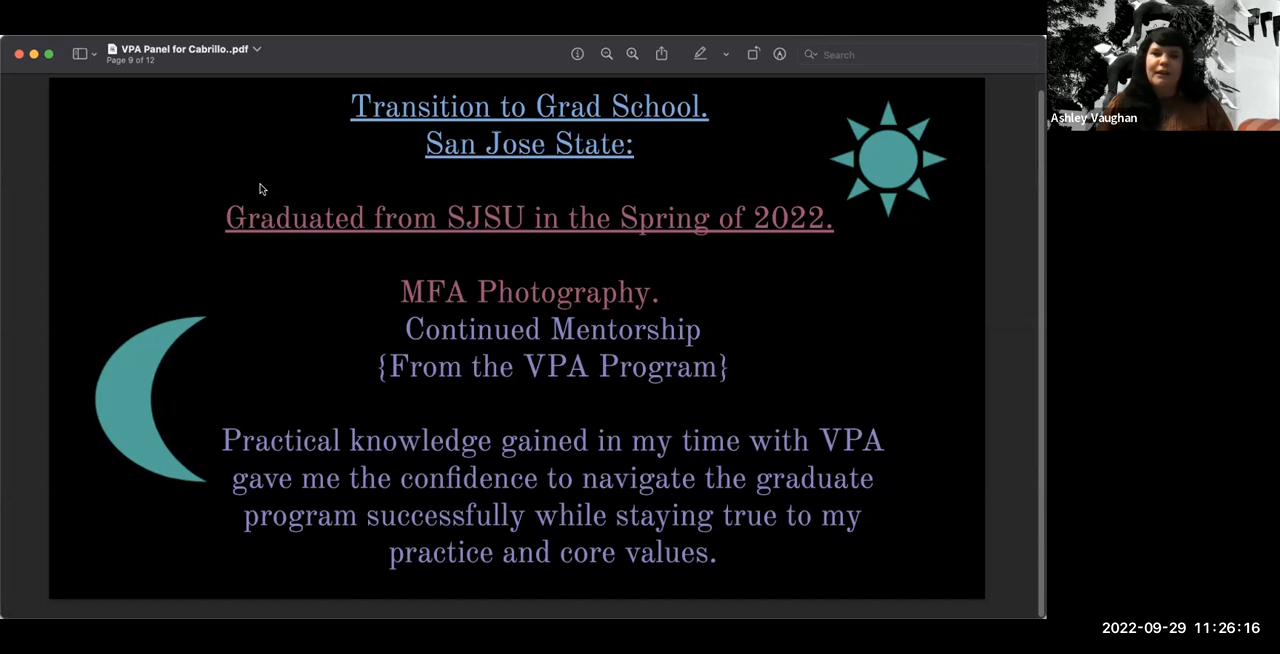 VPA Panel for Cabrillo..pdf
Page 9 of 12
Search
Ashley Vaughan
Transition to Grad School.
San Jose State:
Graduated from SJSU in the Spring of 2022.
MFA Photography.
Continued Mentorship
{From the VPA Program}
Practical knowledge gained in my time with VPA
gave me the confidence to navigate the graduate
program successfully while staying true to my
practice and core values.
2022-09-29 11:26:16